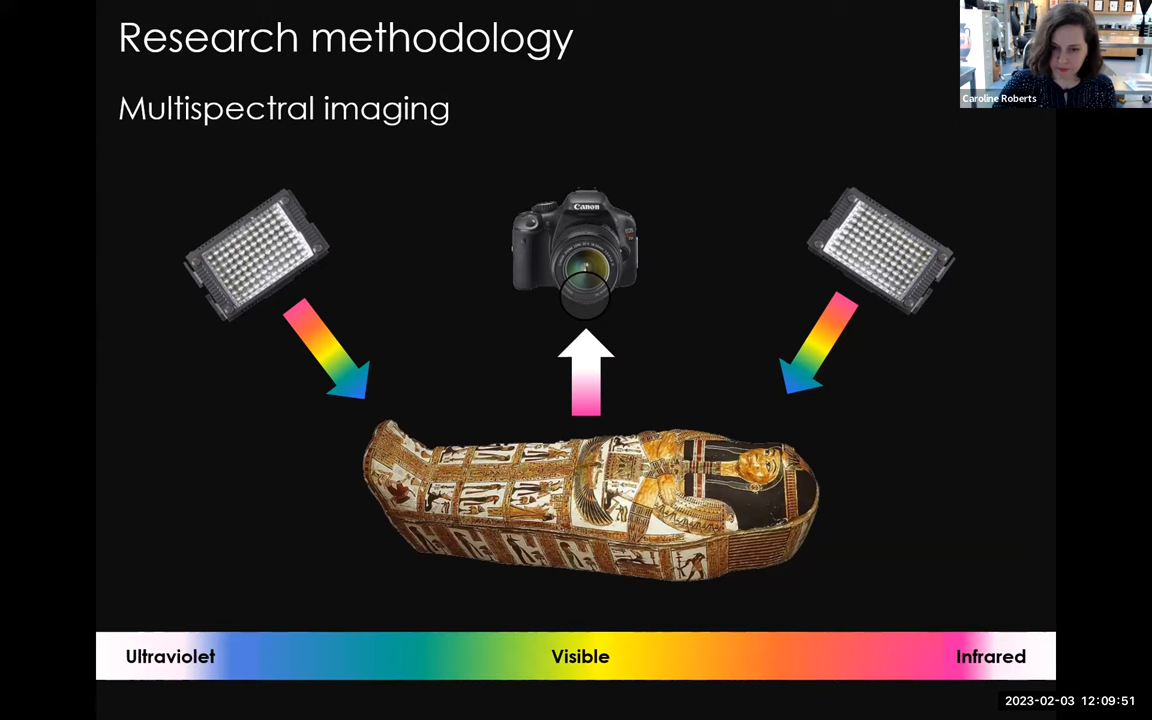 Research methodology
Caroline Roberts
Multispectral imaging
Canon
Ultraviolet
Visible
Infrared
2023-02-03 12:09:51